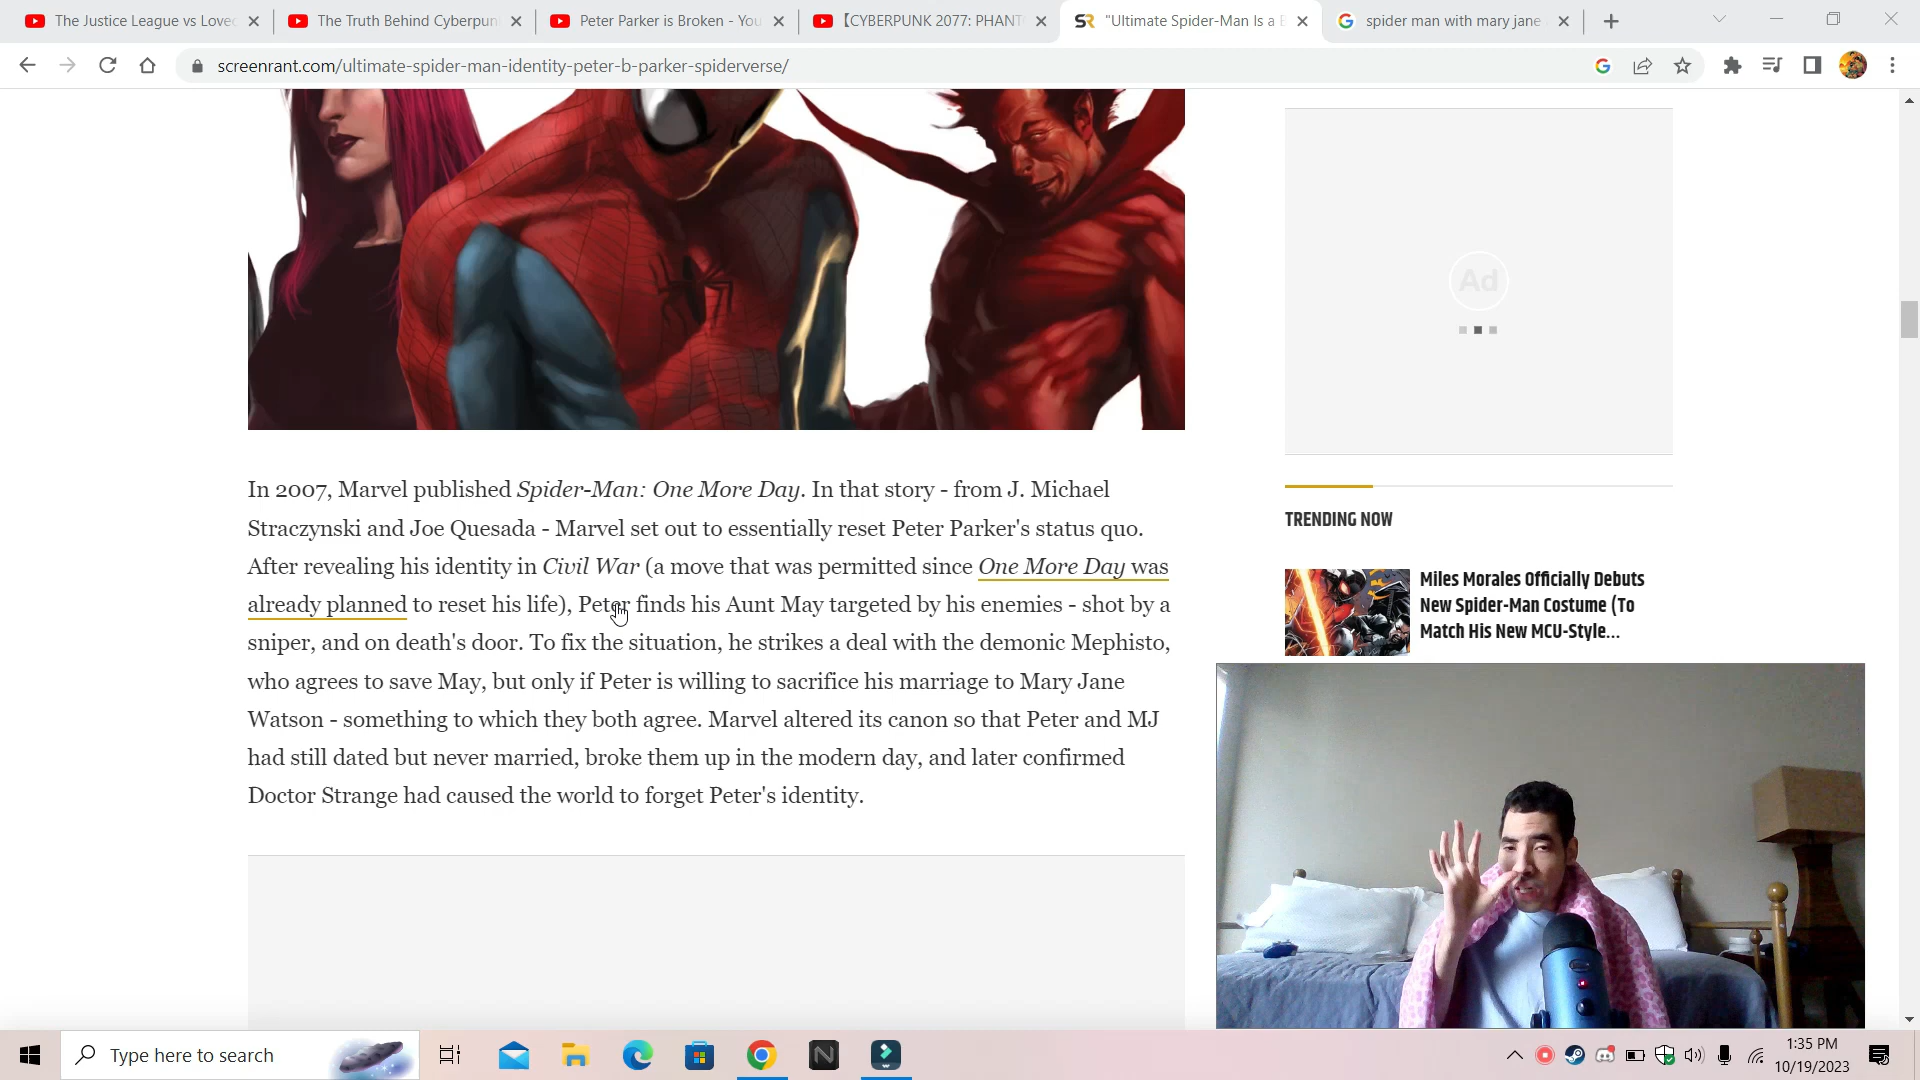 The Justice League vs Lovec
The Truth Behind Cyberpun
Peter Parker is Broken - You
【CYBERPUNK 2077: PHANT
"Ultimate Spider-Man Is a B
spider man with mary jane
screenrant.com/ultimate-spider-man-identity-peter-b-parker-spiderverse/
Ad
In 2007, Marvel published Spider-Man: One More Day. In that story - from J. Michael
Straczynski and Joe Quesada - Marvel set out to essentially reset Peter Parker's status quo.
After revealing his identity in Civil War (a move that was permitted since One More Day was
already planned to reset his life), Peter finds his Aunt May targeted by his enemies - shot by a
sniper, and on death's door. To fix the situation, he strikes a deal with the demonic Mephisto,
who agrees to save May, but only if Peter is willing to sacrifice his marriage to Mary Jane
Watson - something to which they both agree. Marvel altered its canon so that Peter and MJ
had still dated but never married, broke them up in the modern day, and later confirmed
Doctor Strange had caused the world to forget Peter's identity.
TRENDING NOW
Miles Morales Officially Debuts
New Spider-Man Costume (To
Match His New MCU-Style...
Type here to search
1:35 PM
10/19/2023